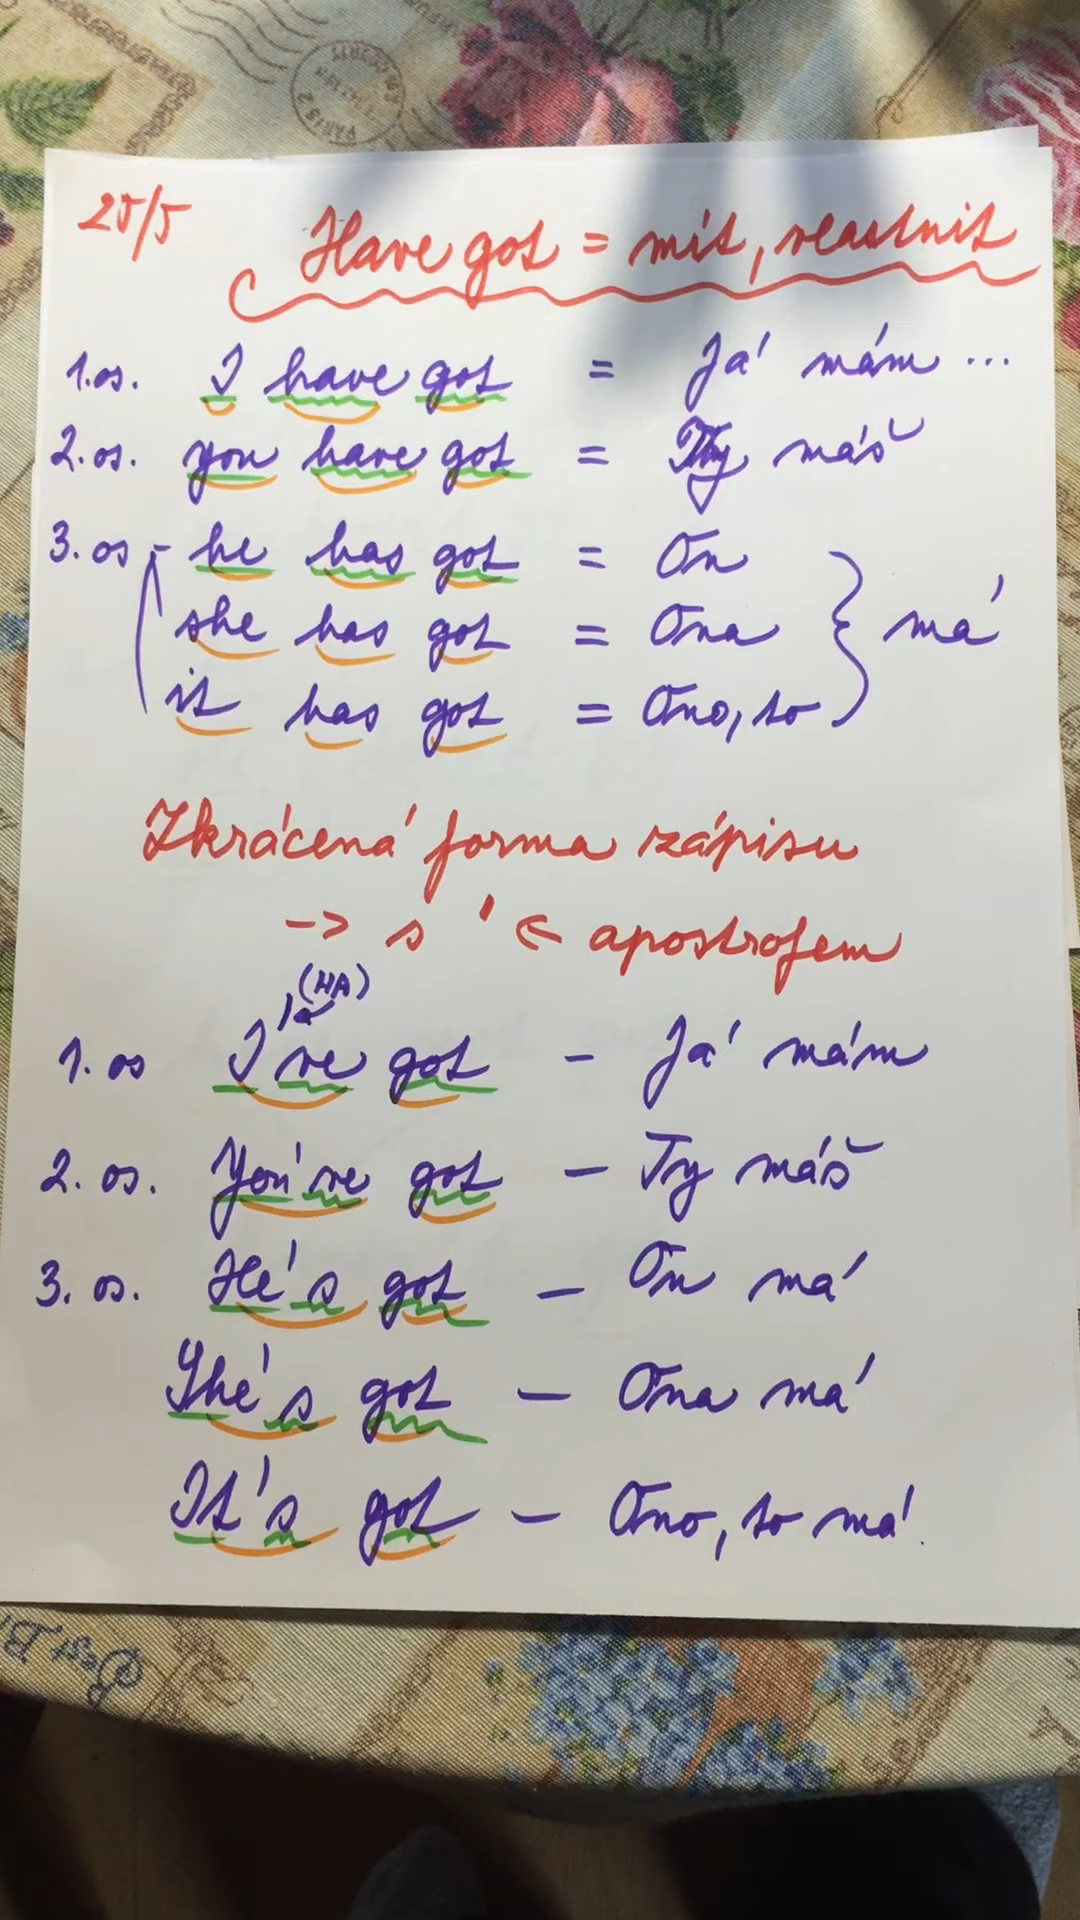 25/5
Have got = mít, vlastnit
1.os. I have got = Já mám ...
2.os. you have got = Ty máš
3. os - he has got = On
she has got = Ona } má
it has got = Ono, to
Zkrácená forma zápisu
-> s ' <- apostrofem
(HA)
1. os I've got - Já mám
2. os. You've got - Ty máš
3. os. He's got - On má
She's got - Ona má
It's got - Ono, to má.
PARIS